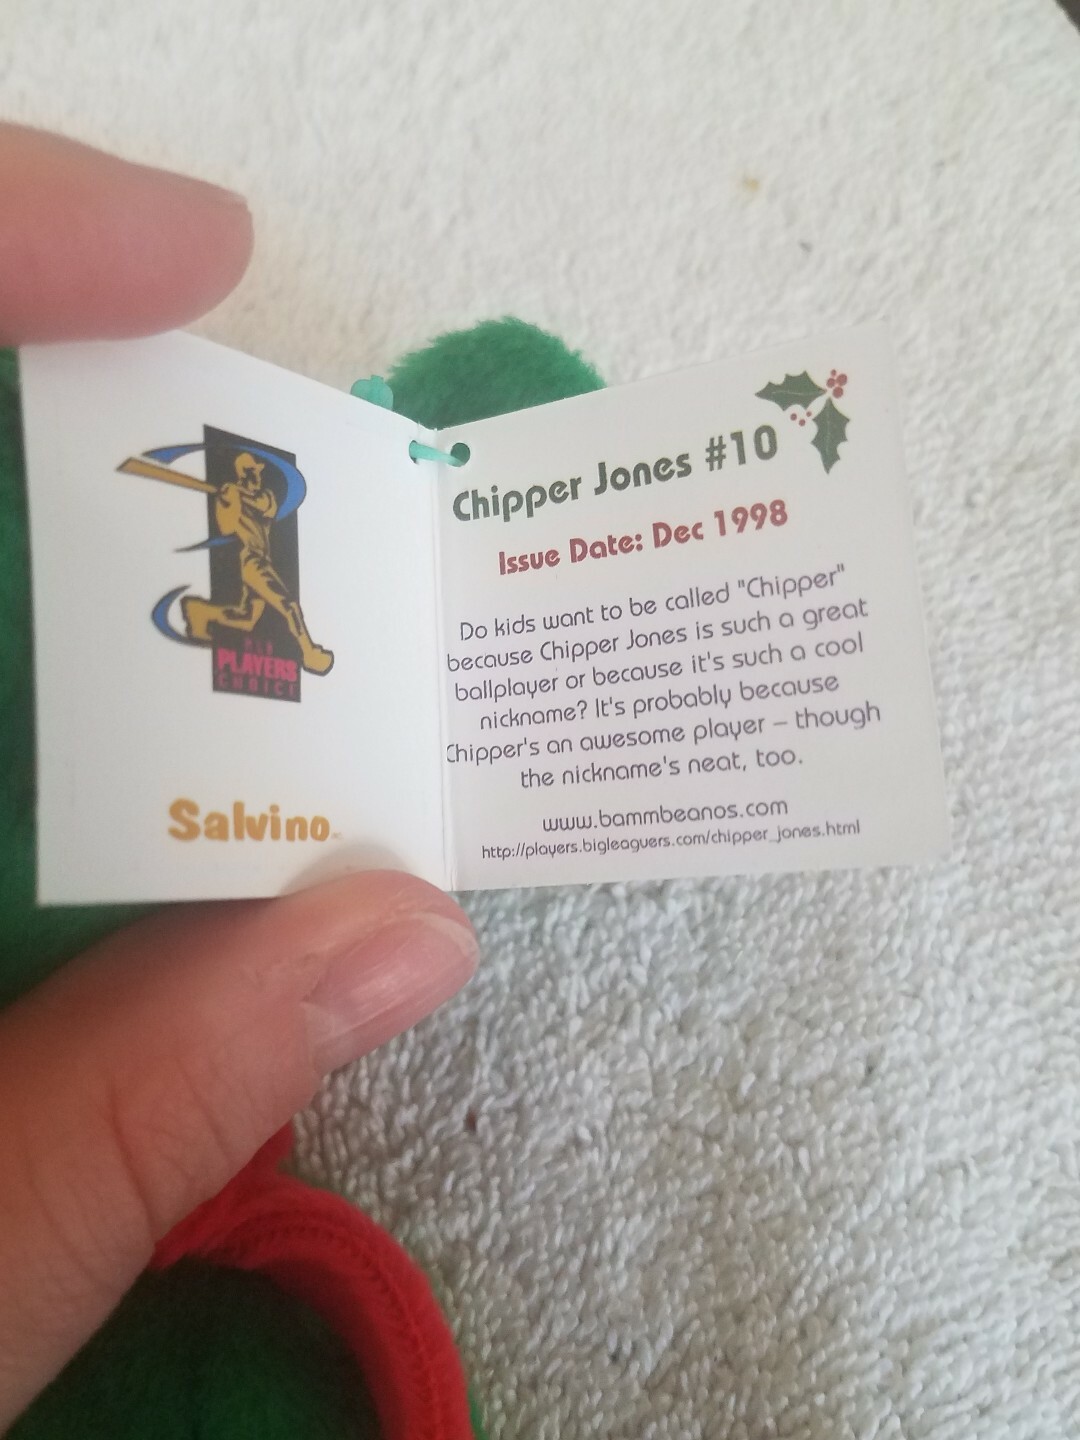 MLB
PLAYERS
CHOICE
Salvino
Chipper Jones #10
Issue Date: Dec 1998
Do kids want to be called "Chipper"
because Chipper Jones is such a great
ballplayer or because it's such a cool
nickname? It's probably because
Chipper's an awesome player – though
the nickname's neat, too.
www.bammbeanos.com
http://players.bigleaguers.com/chipper_jones.html